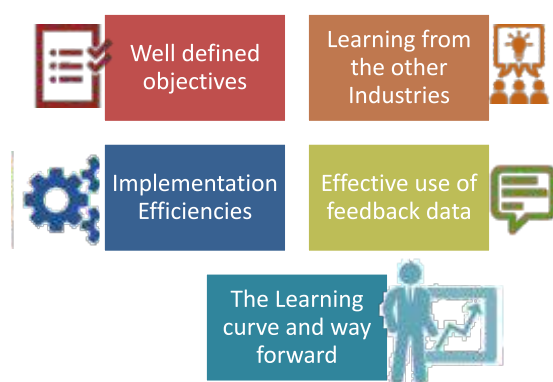 Well defined
objectives
Learning from
the other
Industries
Implementation
Efficiencies
Effective use of
feedback data
The Learning
curve and way
forward